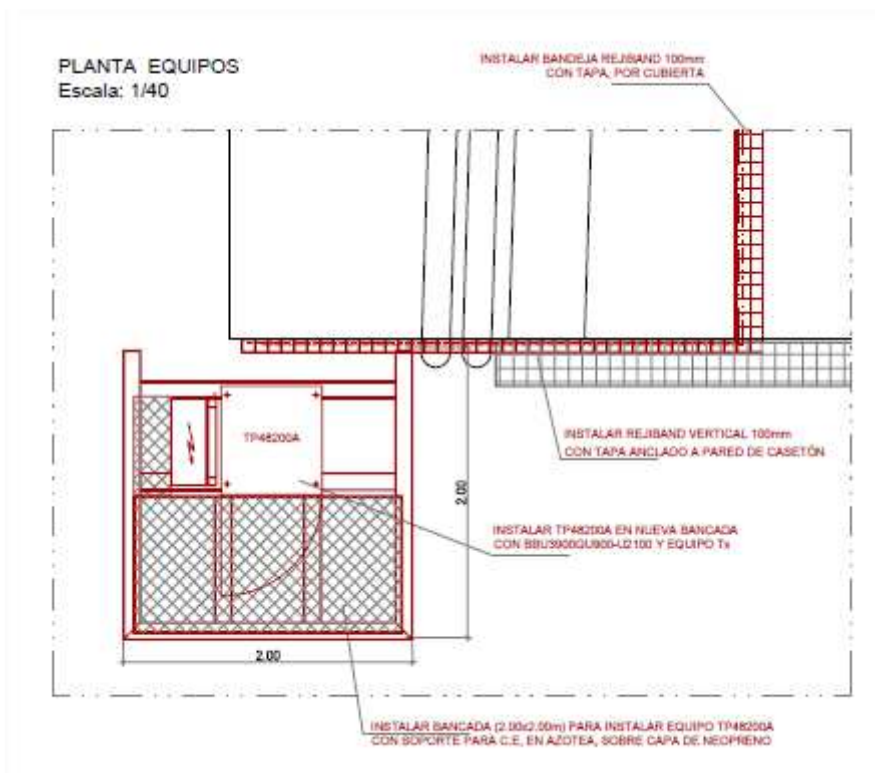 PLANTA EQUIPOS
Escala: 1/40
INSTALAR BANDEJA REJIBAND 100mm
CON TAPA, POR CUBIERTA
TP48200A
INSTALAR REJIBAND VERTICAL 100mm
CON TAPA ANCLADO A PARED DE CASETÓN
2.00
INSTALAR TP48200A EN NUEVA BANCADA
CON BBU3900GU900-U2100 Y EQUIPO Tx
2.00
INSTALAR BANCADA (2.00x2.00m) PARA INSTALAR EQUIPO TP48200A
CON SOPORTE PARA C.E, EN AZOTEA, SOBRE CAPA DE NEOPRENO